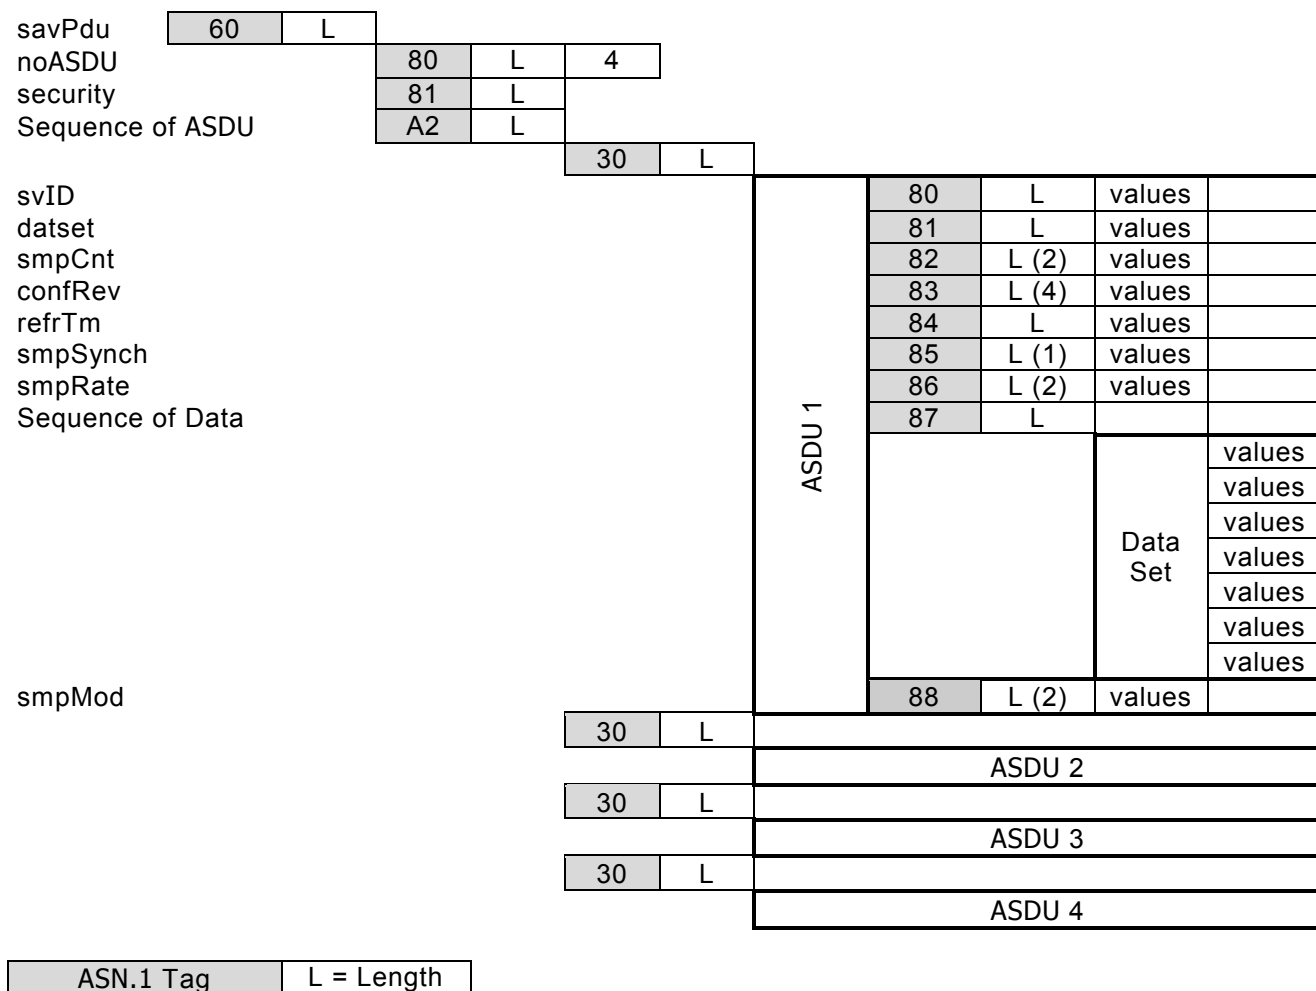 savPdu 60 L
noASDU 80 L 4
security 81 L
Sequence of ASDU A2 L
30 L
svID 80 L values
datset 81 L values
smpCnt 82 L (2) values
confRev 83 L (4) values
refrTm 84 L values
smpSynch 85 L (1) values
smpRate 86 L (2) values
Sequence of Data 87 L
ASDU 1
Data
Set
values
values
values
values
values
values
values
smpMod 88 L (2) values
30 L
ASDU 2
30 L
ASDU 3
30 L
ASDU 4
ASN.1 Tag L = Length